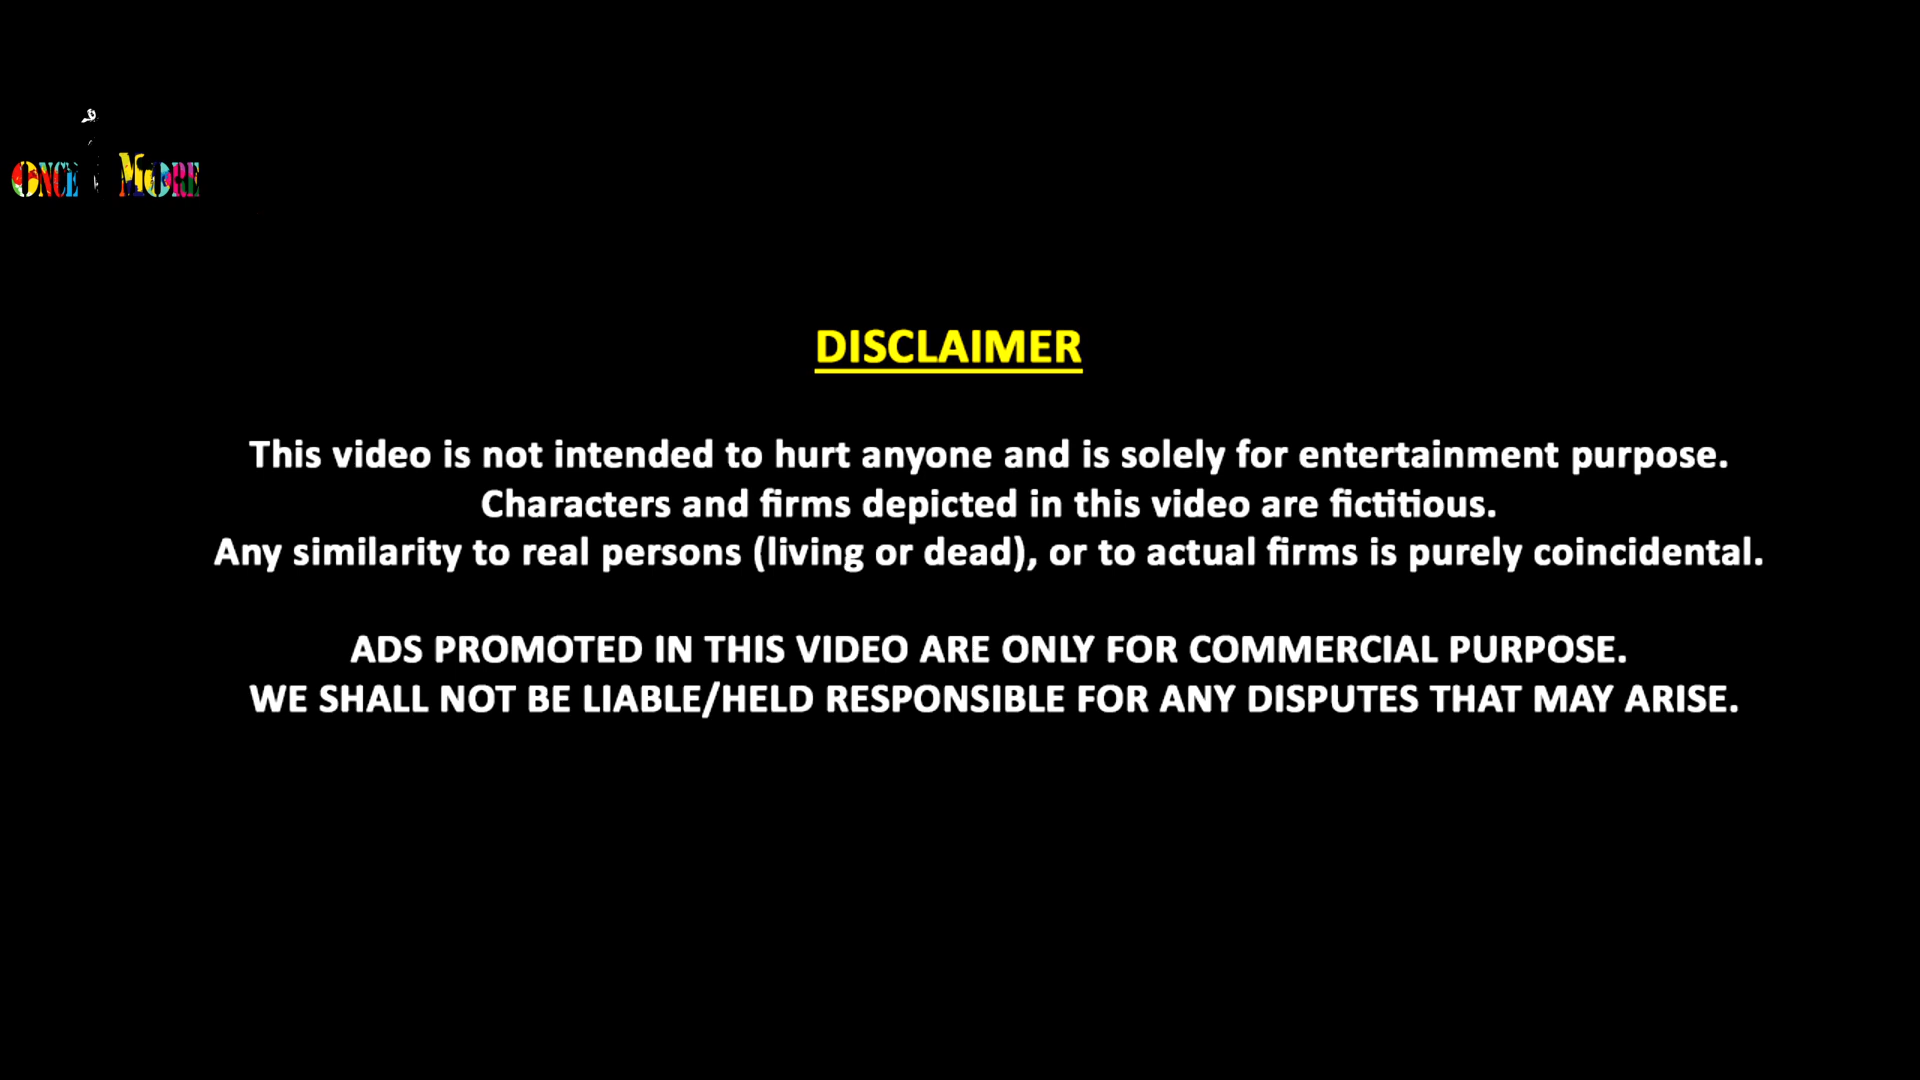 ONCE MORE
DISCLAIMER
This video is not intended to hurt anyone and is solely for entertainment purpose.
Characters and firms depicted in this video are fictitious.
Any similarity to real persons (living or dead), or to actual firms is purely coincidental.
ADS PROMOTED IN THIS VIDEO ARE ONLY FOR COMMERCIAL PURPOSE.
WE SHALL NOT BE LIABLE/HELD RESPONSIBLE FOR ANY DISPUTES THAT MAY ARISE.